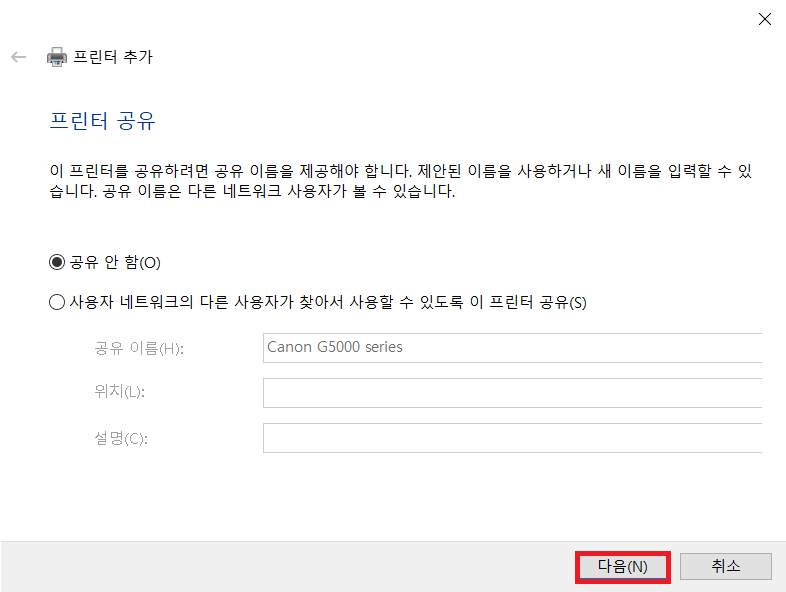 프린터 추가
프린터 공유
이 프린터를 공유하려면 공유 이름을 제공해야 합니다. 제안된 이름을 사용하거나 새 이름을 입력할 수 있
습니다. 공유 이름은 다른 네트워크 사용자가 볼 수 있습니다.
공유 안 함(O)
사용자 네트워크의 다른 사용자가 찾아서 사용할 수 있도록 이 프린터 공유(S)
공유 이름(H): Canon G5000 series
위치(L):
설명(C):
다음(N) 취소